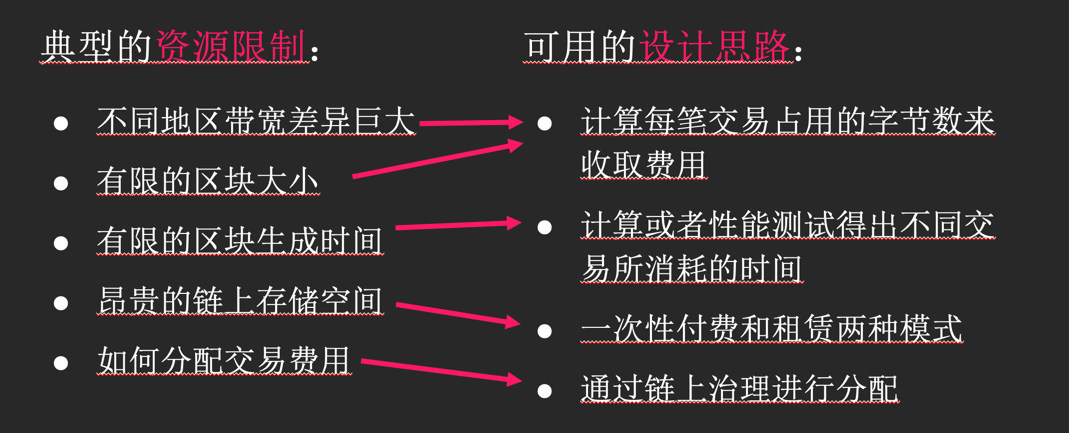 典型的资源限制：
不同地区带宽差异巨大
有限的区块大小
有限的区块生成时间
昂贵的链上存储空间
如何分配交易费用
可用的设计思路：
计算每笔交易占用的字节数来
收取费用
计算或者性能测试得出不同交
易所消耗的时间
一次性付费和租赁两种模式
通过链上治理进行分配